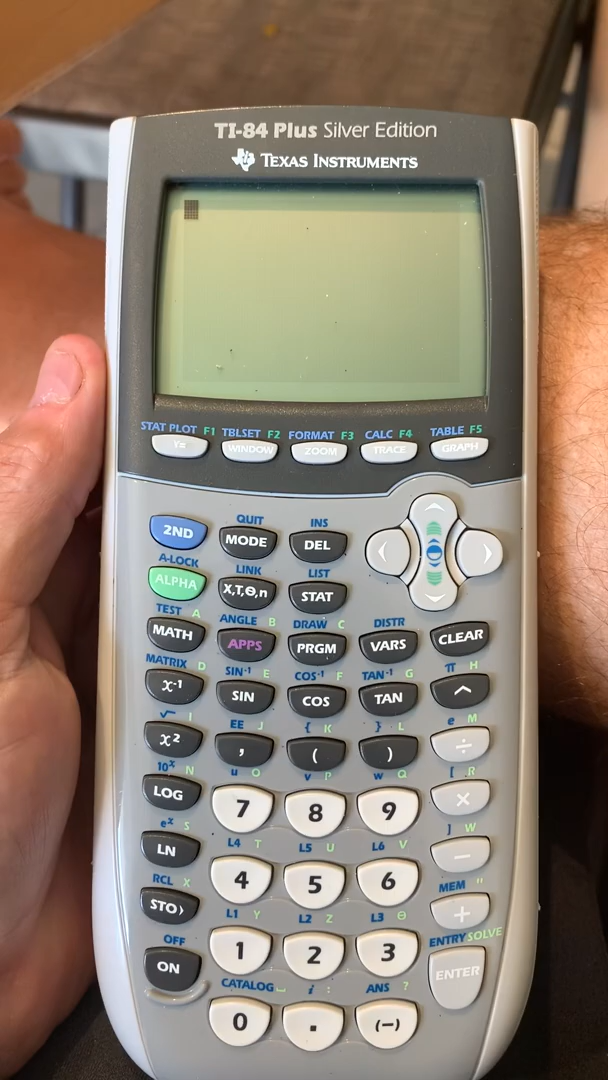 TI-84 Plus Silver Edition
TEXAS INSTRUMENTS
STAT PLOT F1 TBLSET F2 FORMAT F3 CALC F4 TABLE F5
Y= WINDOW ZOOM TRACE GRAPH
QUIT INS
2ND MODE DEL
A-LOCK LINK LIST
ALPHA X,T,Θ,n STAT
TEST A ANGLE B DRAW C DISTR
MATH APPS PRGM VARS CLEAR
MATRIX D SIN⁻¹ E COS⁻¹ F TAN⁻¹ G π H
x⁻¹ SIN COS TAN ^
√ I EE J { K } L e M
x² , ( ) ÷
10ˣ N u O v P w Q [ R
LOG 7 8 9 ×
eˣ S L4 T L5 U L6 V ] W
LN 4 5 6 −
RCL X L1 Y L2 Z L3 Θ MEM "
STO› 1 2 3 +
OFF CATALOG ␣ i : ANS ? ENTRY SOLVE
ON 0 . (−) ENTER